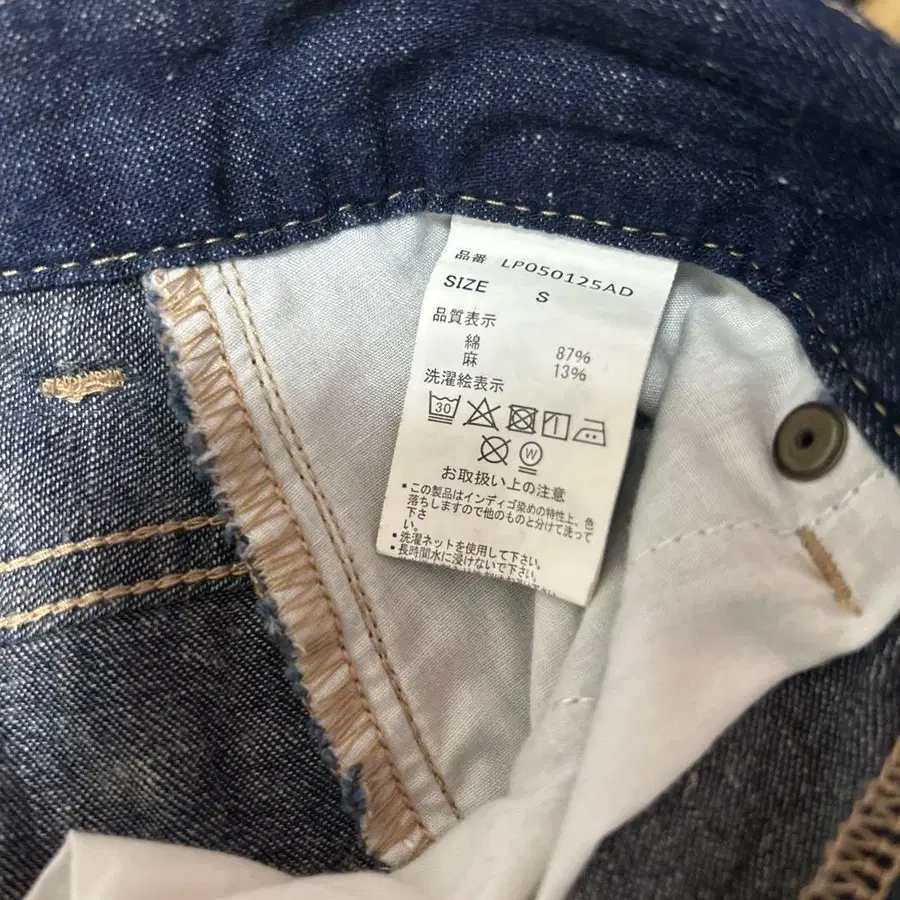 品番 LP050125AD
SIZE S
品質表示
綿 87%
麻 13%
洗濯絵表示
30
W
お取扱い上の注意
・この製品はインディゴ染めの特性上、色
落ちしますので他のものと分けて洗って
下さ
い。
・洗濯ネットを使用して下さい。
・長時間水に浸けないで下さい。